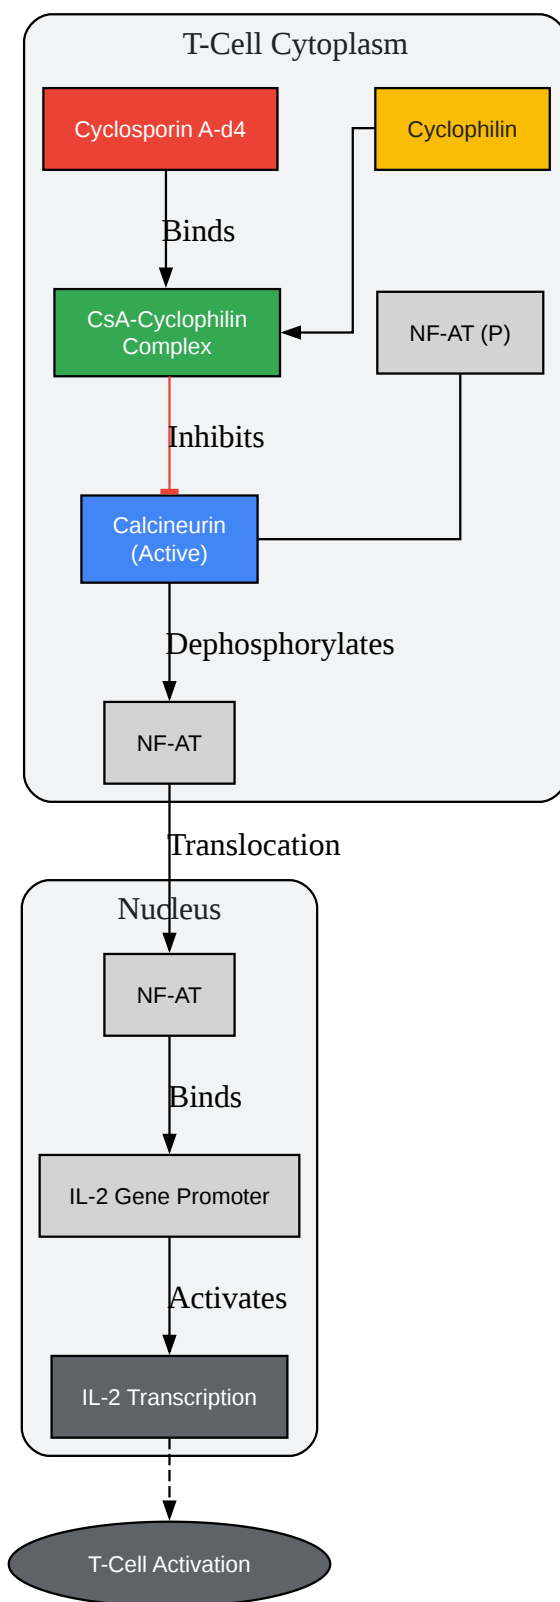 T-Cell Cytoplasm
Cyclosporin A-d4
Cyclophilin
Binds
CsA-Cyclophilin
Complex
NF-AT (P)
Inhibits
Calcineurin
(Active)
Dephosphorylates
NF-AT
Translocation
Nucleus
NF-AT
Binds
IL-2 Gene Promoter
Activates
IL-2 Transcription
T-Cell Activation